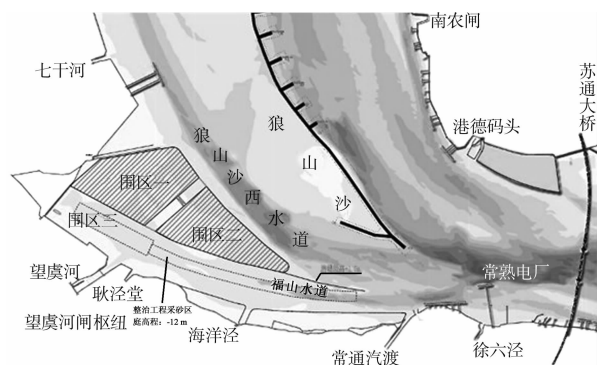 南农闸
七干河
苏通大桥
港德码头
狼山沙
狼山沙西水道
围区一
围区二
围区三
望虞河
耿泾堂
望虞河闸枢纽
整治工程采砂区
庭高程：-12 m
福山水道
海洋泾
常熟电厂
常通汽渡
徐六泾